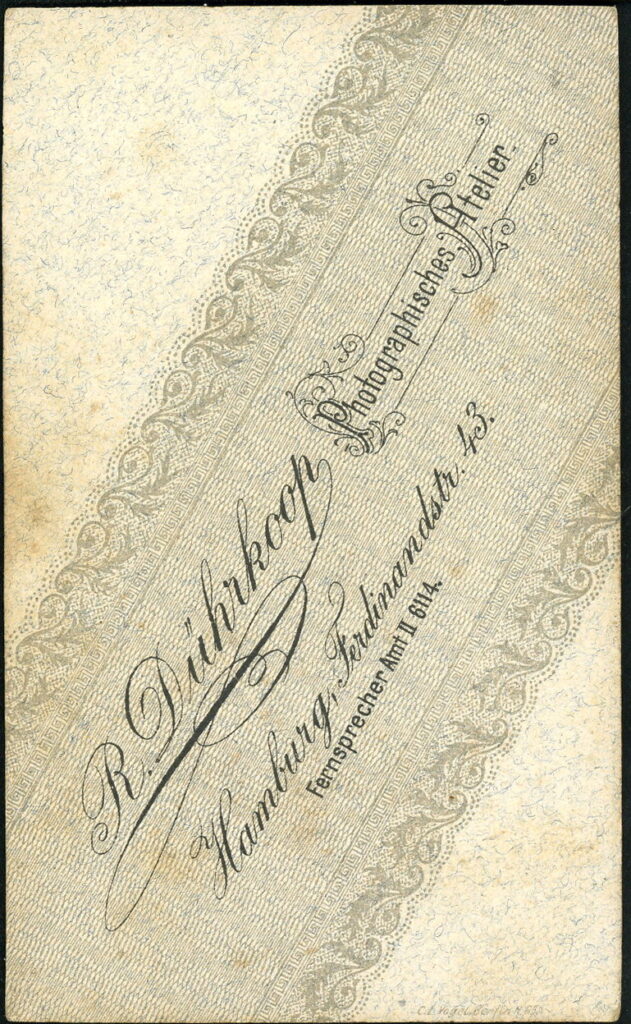 R. Dührkoop
Photographisches Atelier.
Hamburg, Ferdinandstr. 43.
Fernsprecher Amt II 6114.